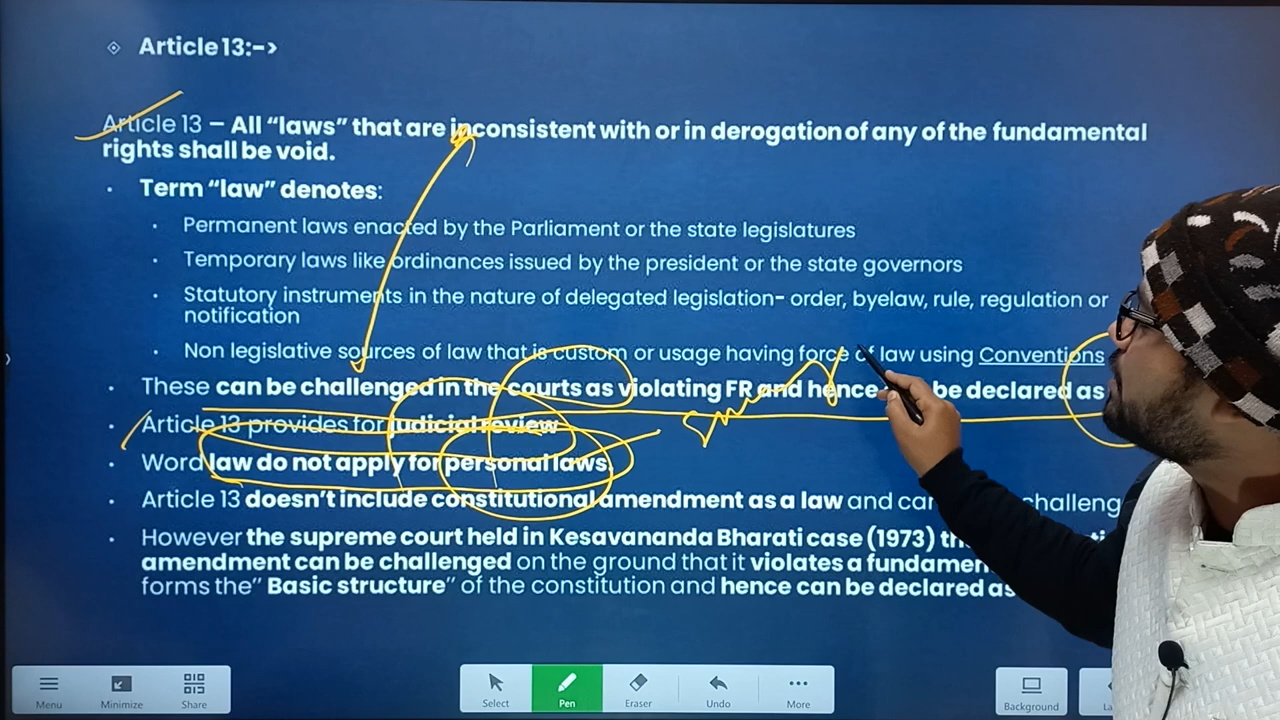 Article 13:->
Article 13 – All “laws” that are inconsistent with or in derogation of any of the fundamental
rights shall be void.
Term “law” denotes:
Permanent laws enacted by the Parliament or the state legislatures
Temporary laws like ordinances issued by the president or the state governors
Statutory instruments in the nature of delegated legislation- order, byelaw, rule, regulation or
notification
Non legislative sources of law that is custom or usage having force of law using Conventions
These can be challenged in the courts as violating FR and hence be declared as
Article 13 provides for judicial review
Word law do not apply for personal laws.
Article 13 doesn’t include constitutional amendment as a law and challeng
However the supreme court held in Kesavananda Bharati case (1973)
amendment can be challenged on the ground that it violates a
forms the” Basic structure” of the constitution and hence can be declared as
Menu
Minimize
Share
Select
Pen
Eraser
Undo
More
Background